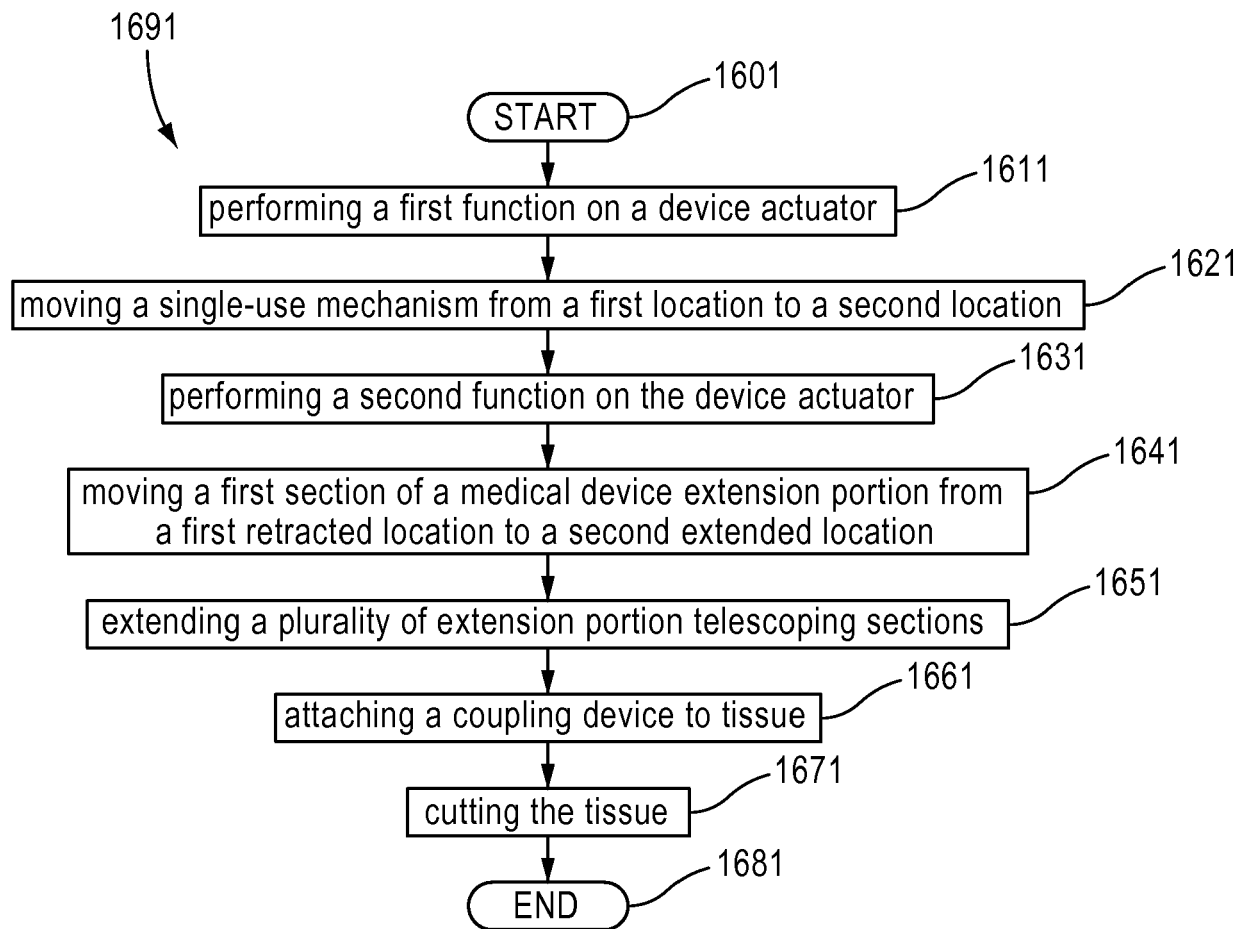 1691
1601
START
1611
performing a first function on a device actuator
1621
moving a single-use mechanism from a first location to a second location
1631
performing a second function on the device actuator
1641
moving a first section of a medical device extension portion from
a first retracted location to a second extended location
1651
extending a plurality of extension portion telescoping sections
1661
attaching a coupling device to tissue
1671
cutting the tissue
1681
END